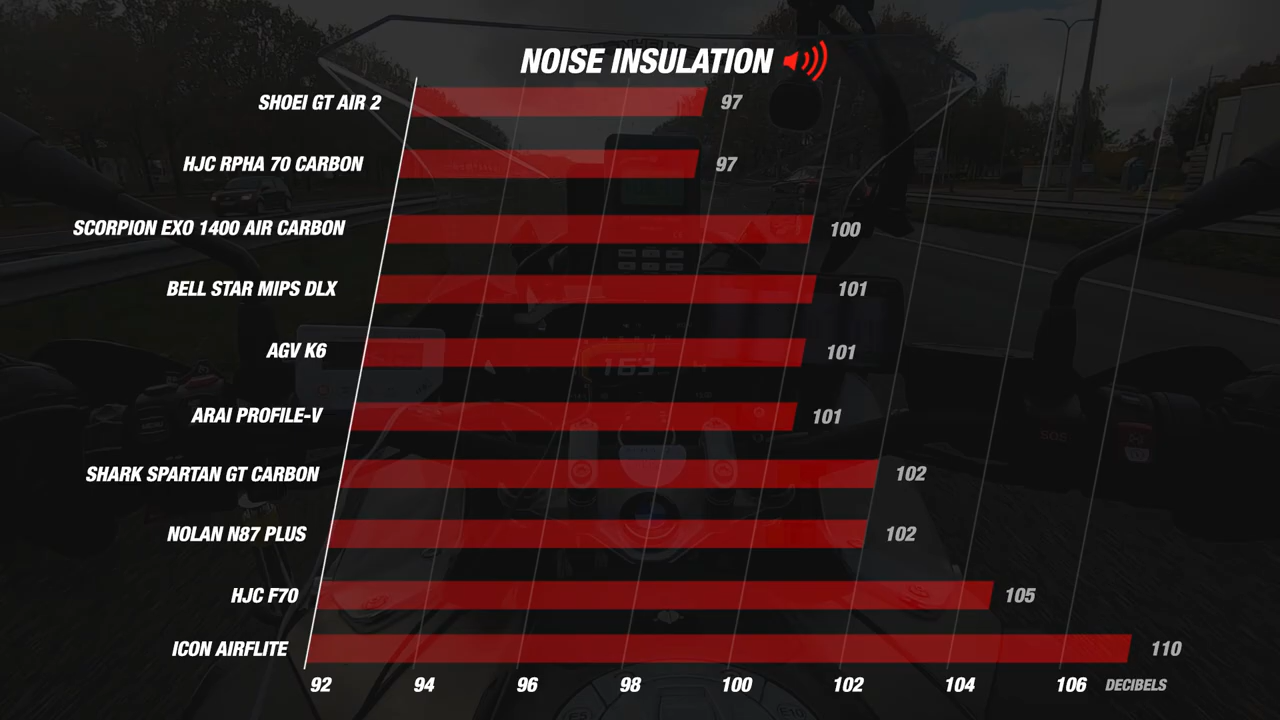 NOISE INSULATION
SHOEI GT AIR 2 97
HJC RPHA 70 CARBON 97
SCORPION EXO 1400 AIR CARBON 100
BELL STAR MIPS DLX 101
AGV K6 101
163
ARAI PROFILE-V 101
SOS
SHARK SPARTAN GT CARBON 102
NOLAN N87 PLUS 102
HJC F70 105
ICON AIRFLITE 110
92 94 96 98 100 102 104 106 DECIBELS